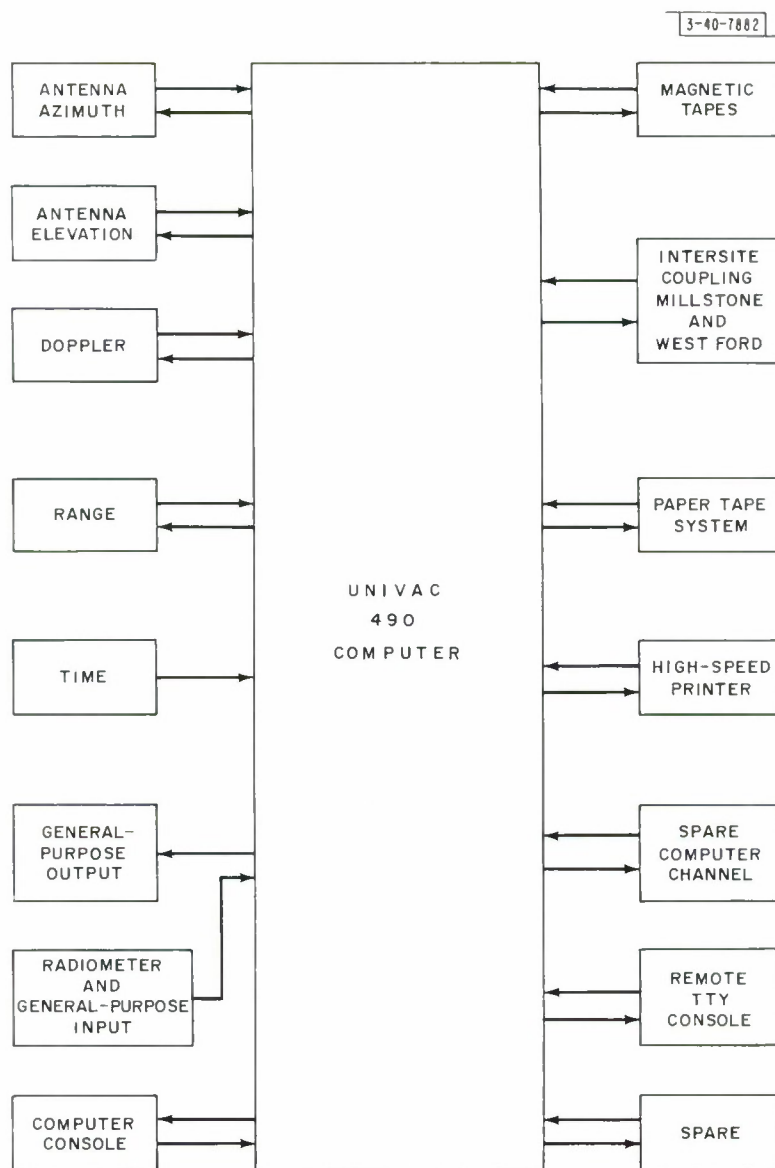 3-40-7882
ANTENNA
AZIMUTH
ANTENNA
ELEVATION
DOPPLER
RANGE
TIME
GENERAL-
PURPOSE
OUTPUT
RADIOMETER
AND
GENERAL-PURPOSE
INPUT
COMPUTER
CONSOLE
UNIVAC
490
COMPUTER
MAGNETIC
TAPES
INTERSITE
COUPLING
MILLSTONE
AND
WEST FORD
PAPER TAPE
SYSTEM
HIGH-SPEED
PRINTER
SPARE
COMPUTER
CHANNEL
REMOTE
TTY
CONSOLE
SPARE